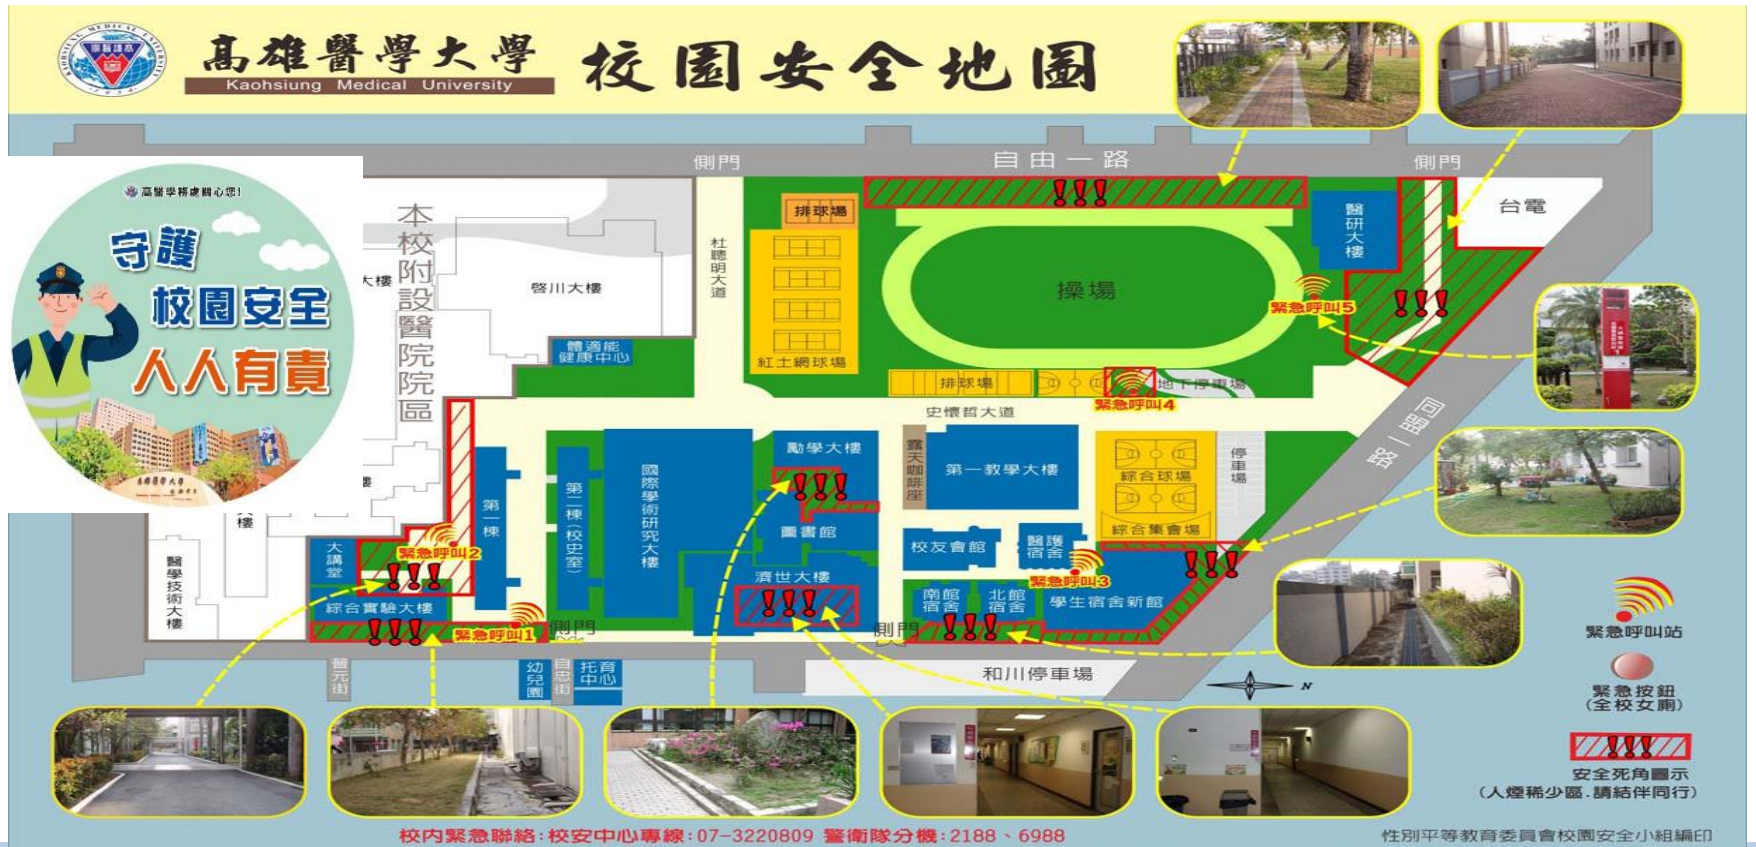 高雄醫學大學
Kaohsiung Medical University
校園安全地圖
側門
自由一路
側門
高醫學務處關心您!
守護
校園安全
人人有責
本校附設醫院院區
大樓
啓川大樓
杜聰明大道
排球場
紅土網球場
操場
醫研大樓
台電
緊急呼叫5
體適能
健康中心
排球場
地下停車場
緊急呼叫4
史懷哲大道
同盟一路
勵學大樓
露天咖啡座
第一教學大樓
綜合球場
停車場
第一棟
第二棟(校史室)
國際學術研究大樓
圖書館
校友會館
醫護
宿舍
綜合集會場
大樓
醫學技術大樓
大講堂
緊急呼叫2
濟世大樓
緊急呼叫3
南館
宿舍
北館
宿舍
學生宿舍新館
綜合實驗大樓
緊急呼叫1
側門
側門
普元街
幼兒園
自忠街
托育
中心
和川停車場
N
緊急呼叫站
緊急按鈕
(全校女廁)
安全死角圖示
(人煙稀少區.請結伴同行)
校內緊急聯絡:校安中心專線:07-3220809 警衛隊分機:2188、6988
性別平等教育委員會校園安全小組編印